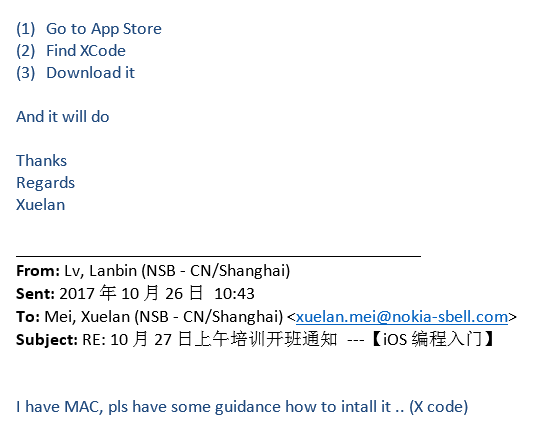 (1) Go to App Store
(2) Find XCode
(3) Download it
And it will do
Thanks
Regards
Xuelan
From: Lv, Lanbin (NSB - CN/Shanghai)
Sent: 2017 年 10 月 26 日 10:43
To: Mei, Xuelan (NSB - CN/Shanghai) <xuelan.mei@nokia-sbell.com>
Subject: RE: 10 月 27 日上午培训开班通知 ---【iOS 编程入门】
I have MAC, pls have some guidance how to intall it .. (X code)